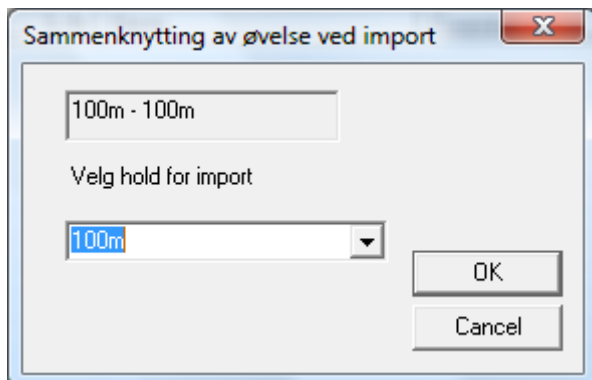 Sammenknytting av øvelse ved import
100m - 100m
Velg hold for import
100m
OK
Cancel